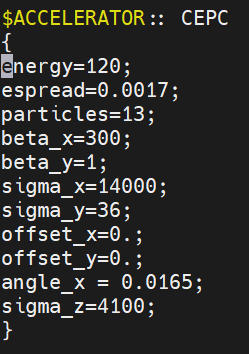 $ACCELERATOR:: CEPC
{
energy=120;
espread=0.0017;
particles=13;
beta_x=300;
beta_y=1;
sigma_x=14000;
sigma_y=36;
offset_x=0.;
offset_y=0.;
angle_x = 0.0165;
sigma_z=4100;
}